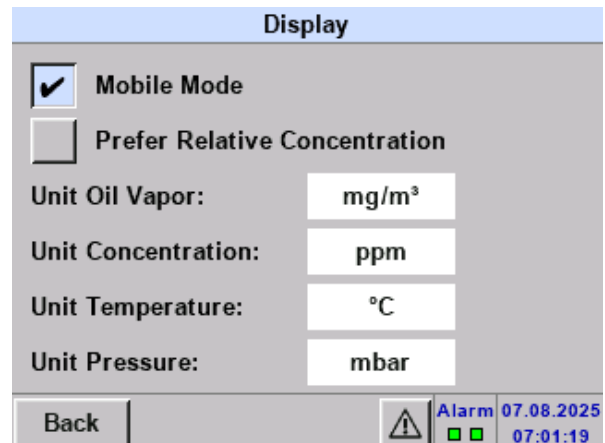 Display
Mobile Mode
Prefer Relative Concentration
Unit Oil Vapor: mg/m³
Unit Concentration: ppm
Unit Temperature: °C
Unit Pressure: mbar
Back
Alarm 07.08.2025
07:01:19